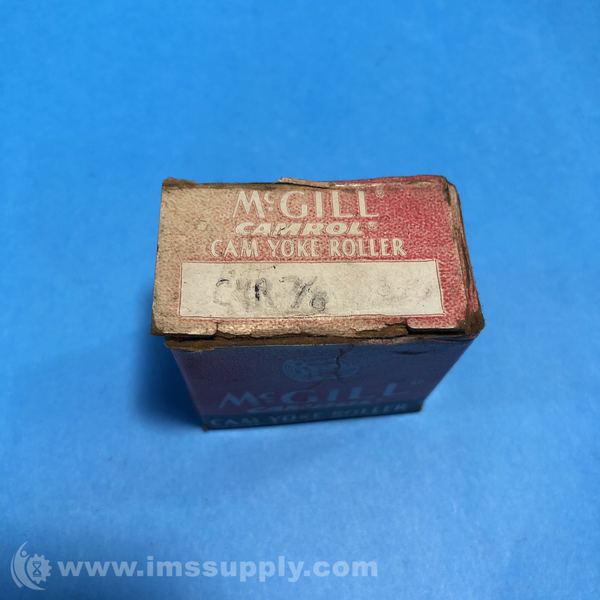 McGILL®
CAMROL®
CAM YOKE ROLLER
CYR 7/8
McGILL®
CAMROL
CAM YOKE ROLLER
www.imssupply.com